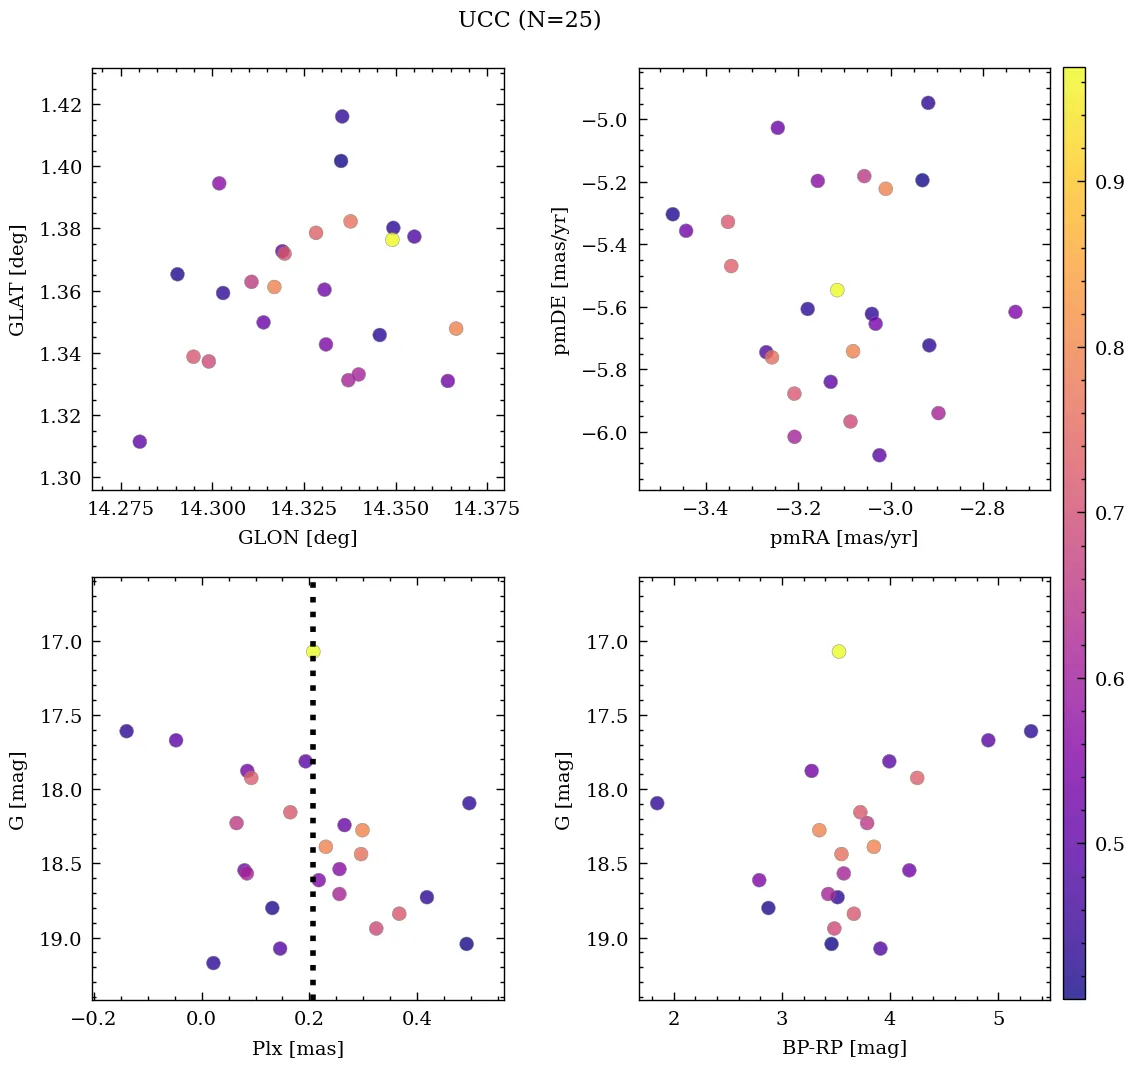 UCC (N=25)
1.42
1.40
1.38
1.36
1.34
1.32
1.30
GLAT [deg]
14.275 14.300 14.325 14.350 14.375
GLON [deg]
−5.0
−5.2
−5.4
−5.6
−5.8
−6.0
pmDE [mas/yr]
−3.4 −3.2 −3.0 −2.8
pmRA [mas/yr]
17.0
17.5
18.0
18.5
19.0
G [mag]
−0.2 0.0 0.2 0.4
Plx [mas]
17.0
17.5
18.0
18.5
19.0
G [mag]
2 3 4 5
BP-RP [mag]
0.9
0.8
0.7
0.6
0.5